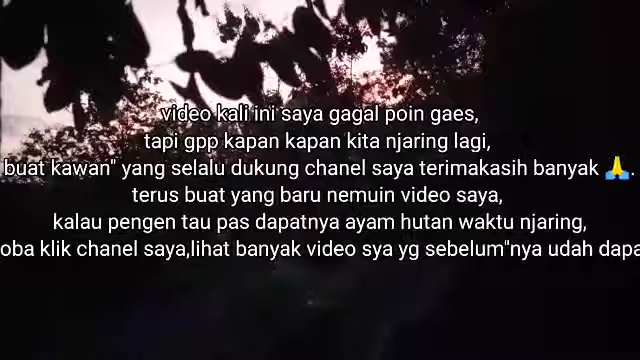 video kali ini saya gagal poin gaes,
tapi gpp kapan kapan kita njaring lagi,
buat kawan" yang selalu dukung chanel saya terimakasih banyak 🙏.
terus buat yang baru nemuin video saya,
kalau pengen tau pas dapatnya ayam hutan waktu njaring,
oba klik chanel saya,lihat banyak video sya yg sebelum"nya udah dapa